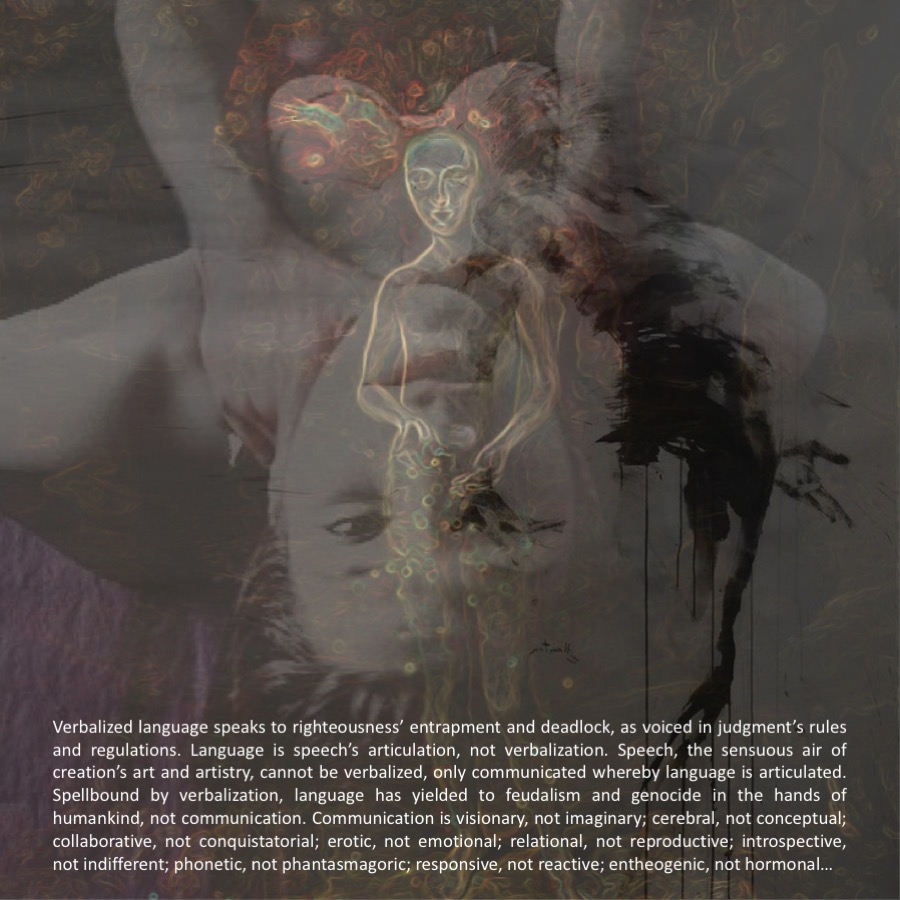 Verbalized language speaks to righteousness’ entrapment and deadlock, as voiced in judgment’s rules
and regulations. Language is speech’s articulation, not verbalization. Speech, the sensuous air of
creation’s art and artistry, cannot be verbalized, only communicated whereby language is articulated.
Spellbound by verbalization, language has yielded to feudalism and genocide in the hands of
humankind, not communication. Communication is visionary, not imaginary; cerebral, not conceptual;
collaborative, not conquistatorial; erotic, not emotional; relational, not reproductive; introspective,
not indifferent; phonetic, not phantasmagoric; responsive, not reactive; entheogenic, not hormonal…